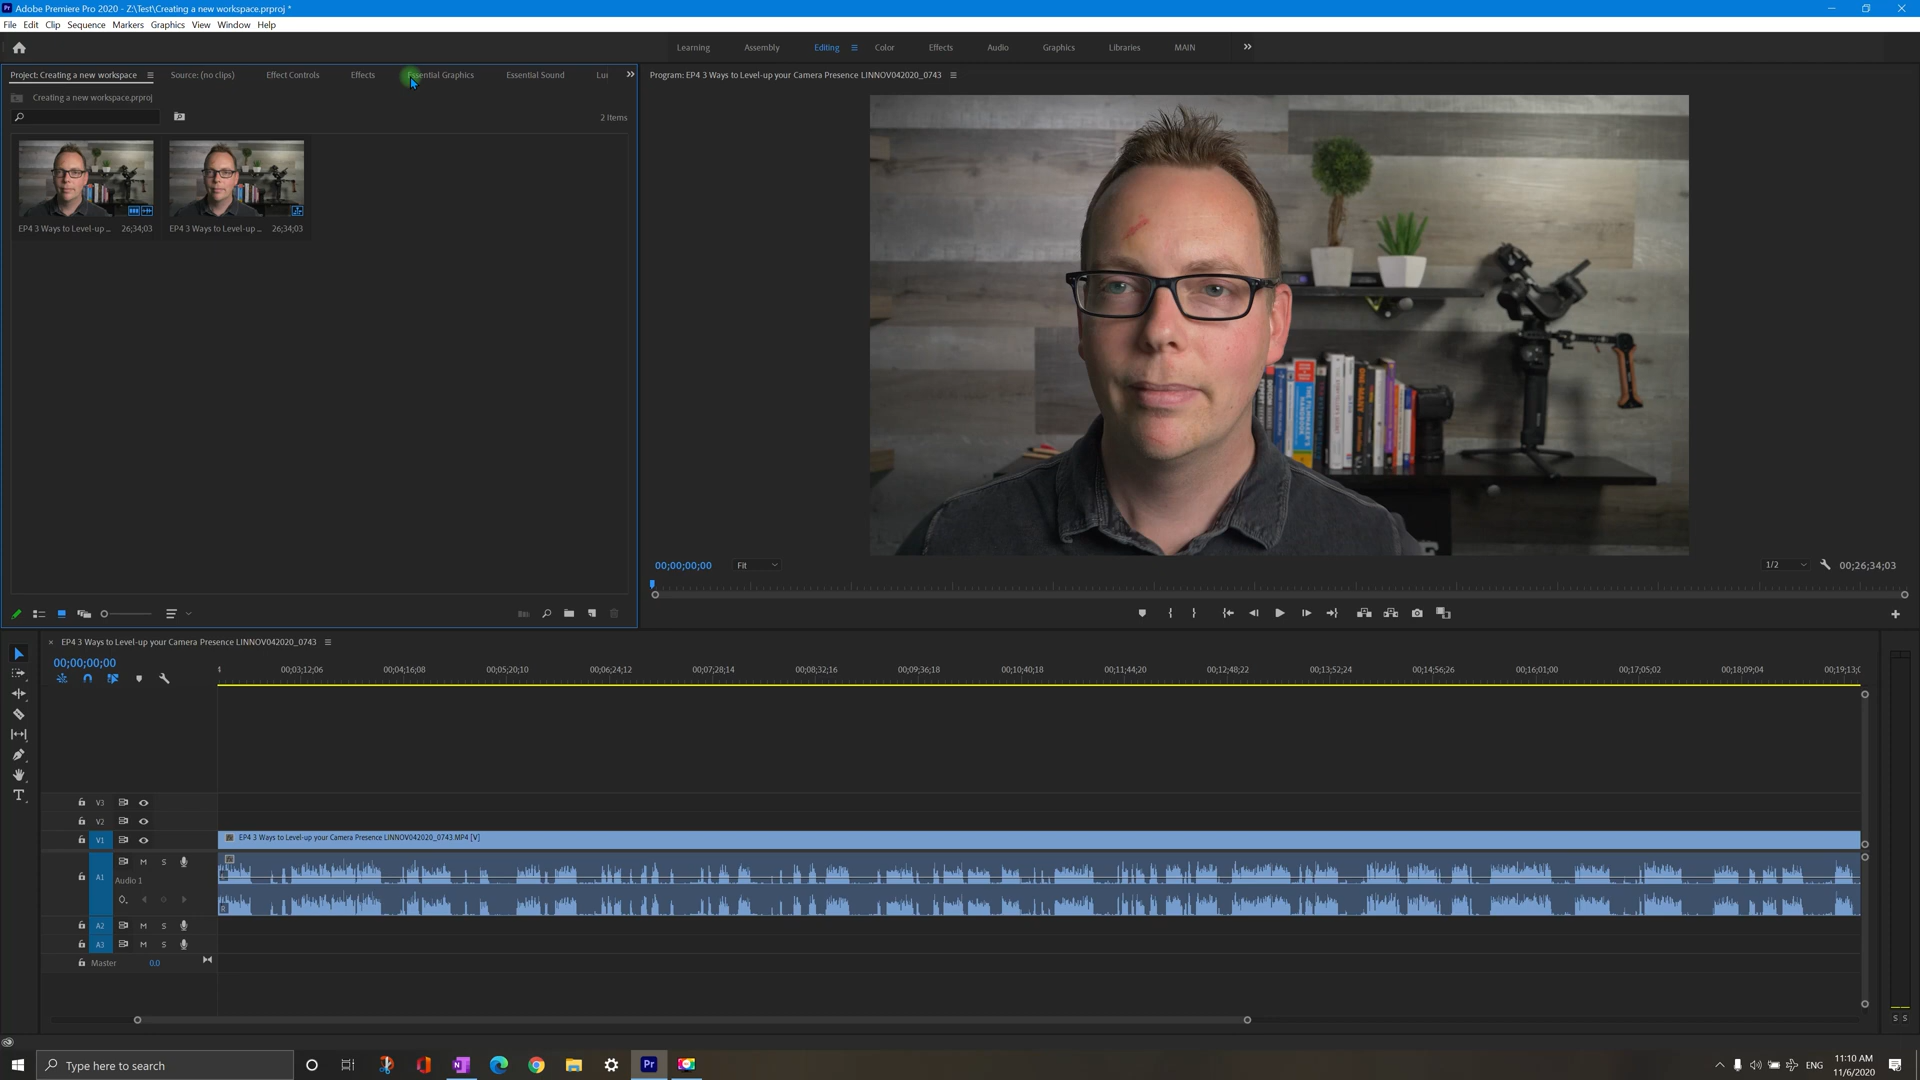 Adobe Premiere Pro 2020 - Z:\Test\Creating a new workspace.prproj *
File Edit Clip Sequence Markers Graphics View Window Help
Learning Assembly Editing Color Effects Audio Graphics Libraries MAIN
Project: Creating a new workspace Source: (no clips) Effect Controls Effects Essential Graphics Essential Sound Lu
Program: EP4 3 Ways to Level-up your Camera Presence LINNOV042020_0743
Creating a new workspace.prproj
2 Items
EP4 3 Ways to Level-up ... 26;34;03 EP4 3 Ways to Level-up ... 26;34;03
00;00;00;00 Fit 1/2 00;26;34;03
EP4 3 Ways to Level-up your Camera Presence LINNOV042020_0743
00;00;00;00
00;03;12;06 00;04;16;08 00;05;20;10 00;06;24;12 00;07;28;14 00;08;32;16 00;09;36;18 00;10;40;18 00;11;44;20 00;12;48;22 00;13;52;24 00;14;56;26 00;16;01;00 00;17;05;02 00;18;09;04 00;19;13;0
V3
V2
V1 EP4 3 Ways to Level-up your Camera Presence LINNOV042020_0743.MP4 [V]
A1 M S
Audio 1
L
R
A2 M S
A3 M S
Master 0.0
S S
T
Type here to search
Pr
ENG
11:10 AM
11/6/2020